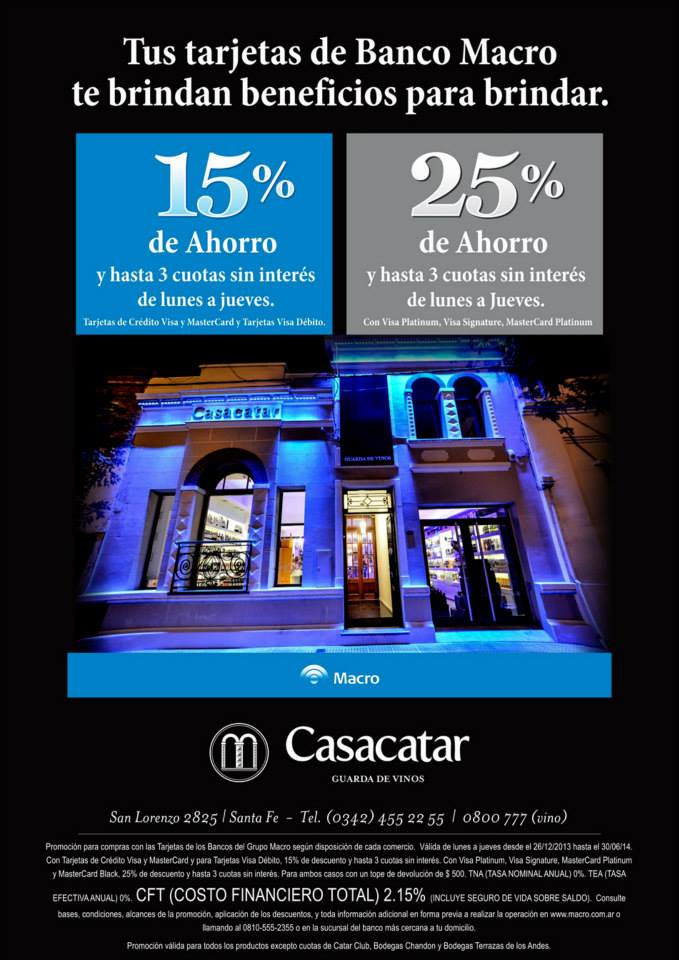 Tus tarjetas de Banco Macro
te brindan beneficios para brindar.
15%
de Ahorro
y hasta 3 cuotas sin interés
de lunes a jueves.
Tarjetas de Crédito Visa y MasterCard y Tarjetas Visa Débito.
25%
de Ahorro
y hasta 3 cuotas sin interés
de lunes a Jueves.
Con Visa Platinum, Visa Signature, MasterCard Platinum
Casacatar
GUARDA DE VINOS
Macro
Casacatar
GUARDA DE VINOS
San Lorenzo 2825 | Santa Fe - Tel. (0342) 455 22 55 | 0800 777 (vino)
Promoción para compras con las Tarjetas de los Bancos del Grupo Macro según disposición de cada comercio. Válida de lunes a jueves desde el 26/12/2013 hasta el 30/06/14.
Con Tarjetas de Crédito Visa y MasterCard y para Tarjetas Visa Débito, 15% de descuento y hasta 3 cuotas sin interés. Con Visa Platinum, Visa Signature, MasterCard Platinum
y MasterCard Black, 25% de descuento y hasta 3 cuotas sin interés. Para ambos casos con un tope de devolución de $ 500. TNA (TASA NOMINAL ANUAL) 0%. TEA (TASA
EFECTIVA ANUAL) 0%. CFT (COSTO FINANCIERO TOTAL) 2.15% (INCLUYE SEGURO DE VIDA SOBRE SALDO). Consulte
bases, condiciones, alcances de la promoción, aplicación de los descuentos, y toda información adicional en forma previa a realizar la operación en www.macro.com.ar o
llamando al 0810-555-2355 o en la sucursal del banco más cercana a tu domicilio.
Promoción válida para todos los productos excepto cuotas de Catar Club, Bodegas Chandon y Bodegas Terrazas de los Andes.